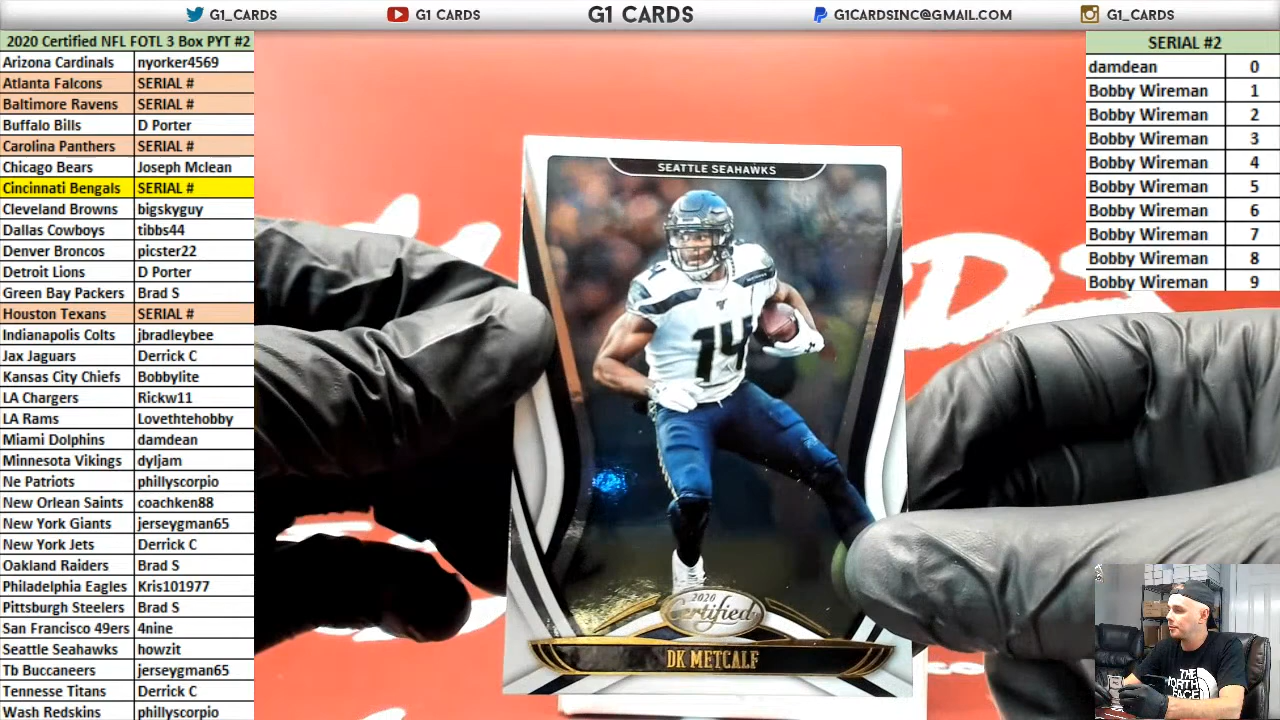 G1_CARDS G1 CARDS G1 CARDS G1CARDSINC@GMAIL.COM G1_CARDS
2020 Certified NFL FOTL 3 Box PYT #2
Arizona Cardinals nyorker4569
Atlanta Falcons SERIAL #
Baltimore Ravens SERIAL #
Buffalo Bills D Porter
Carolina Panthers SERIAL #
Chicago Bears Joseph Mclean
Cincinnati Bengals SERIAL #
Cleveland Browns bigskyguy
Dallas Cowboys tibbs44
Denver Broncos picster22
Detroit Lions D Porter
Green Bay Packers Brad S
Houston Texans SERIAL #
Indianapolis Colts jbradleybee
Jax Jaguars Derrick C
Kansas City Chiefs Bobbylite
LA Chargers Rickw11
LA Rams Lovethtehobby
Miami Dolphins damdean
Minnesota Vikings dyljam
Ne Patriots phillyscorpio
New Orlean Saints coachken88
New York Giants jerseygman65
New York Jets Derrick C
Oakland Raiders Brad S
Philadelphia Eagles Kris101977
Pittsburgh Steelers Brad S
San Francisco 49ers 4nine
Seattle Seahawks howzit
Tb Buccaneers jerseygman65
Tennesse Titans Derrick C
Wash Redskins phillyscorpio
SEATTLE SEAHAWKS
14
14
2020
Certified
DK METCALF
SERIAL #2
damdean 0
Bobby Wireman 1
Bobby Wireman 2
Bobby Wireman 3
Bobby Wireman 4
Bobby Wireman 5
Bobby Wireman 6
Bobby Wireman 7
Bobby Wireman 8
Bobby Wireman 9
THE
NORTH
FACE